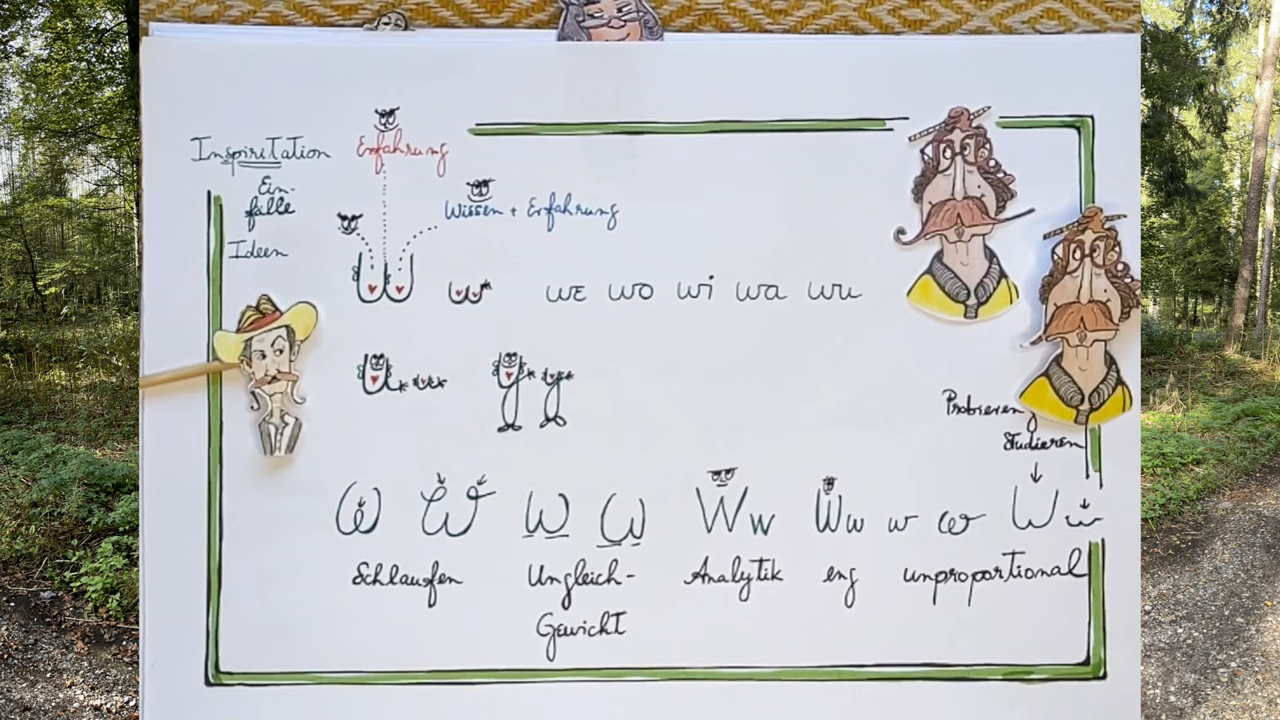 InspiriTation Erfahrung
Ein-
fälle
Wissen + Erfahrung
Ideen
W w we wo wi wa wu
U u Y y
Probieren
Studieren
W W W W W W w W w w w W w
Schlaufen Ungleich- Analytik eng unproportional
Gewicht